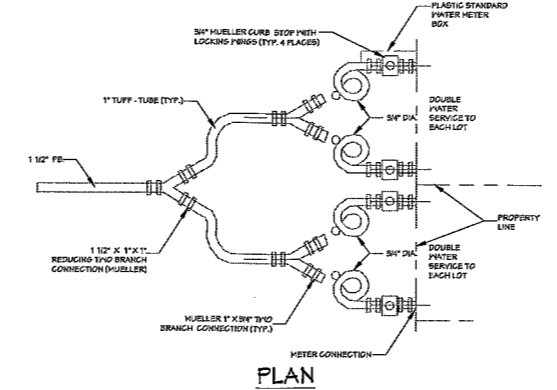 PLASTIC STANDARD
WATER METER
BOX
3/4" MUELLER CURB STOP WITH
LOCKING WINGS (TYP. 4 PLACES)
1" TUFF-TUBE (TYP.)
3/4" DIA.
DOUBLE
WATER
SERVICE TO
EACH LOT
1 1/2" PB
PROPERTY
LINE
1 1/2" X 1" X 1"
REDUCING TWO BRANCH
CONNECTION (MUELLER)
3/4" DIA.
DOUBLE
WATER
SERVICE TO
EACH LOT
MUELLER 1" X 3/4" TWO
BRANCH CONNECTION (TYP.)
METER CONNECTION
PLAN